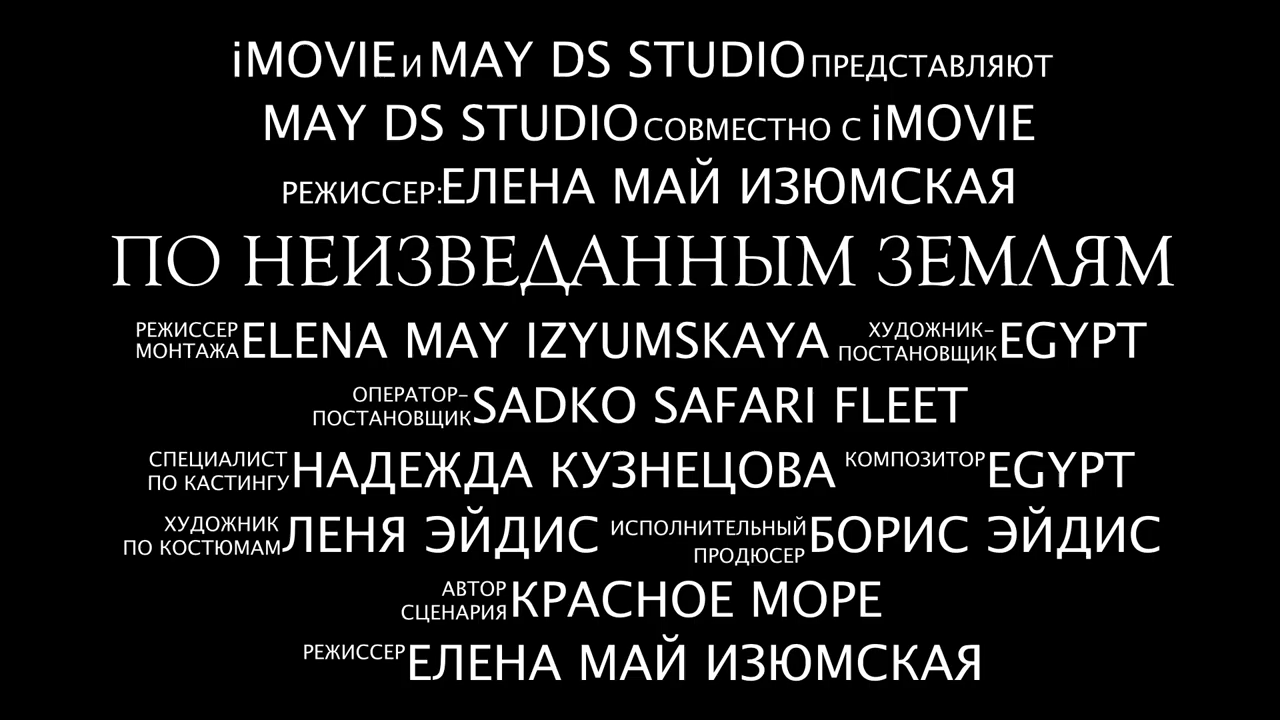 iMOVIE И MAY DS STUDIO ПРЕДСТАВЛЯЮТ
MAY DS STUDIO СОВМЕСТНО С iMOVIE
РЕЖИССЕР: ЕЛЕНА МАЙ ИЗЮМСКАЯ
ПО НЕИЗВЕДАННЫМ ЗЕМЛЯМ
РЕЖИССЕР МОНТАЖА ELENA MAY IZYUMSKAYA ХУДОЖНИК-ПОСТАНОВЩИК EGYPT
ОПЕРАТОР-ПОСТАНОВЩИК SADKO SAFARI FLEET
СПЕЦИАЛИСТ ПО КАСТИНГУ НАДЕЖДА КУЗНЕЦОВА КОМПОЗИТОР EGYPT
ХУДОЖНИК ПО КОСТЮМАМ ЛЕНЯ ЭЙДИС ИСПОЛНИТЕЛЬНЫЙ ПРОДЮСЕР БОРИС ЭЙДИС
АВТОР СЦЕНАРИЯ КРАСНОЕ МОРЕ
РЕЖИССЕР ЕЛЕНА МАЙ ИЗЮМСКАЯ